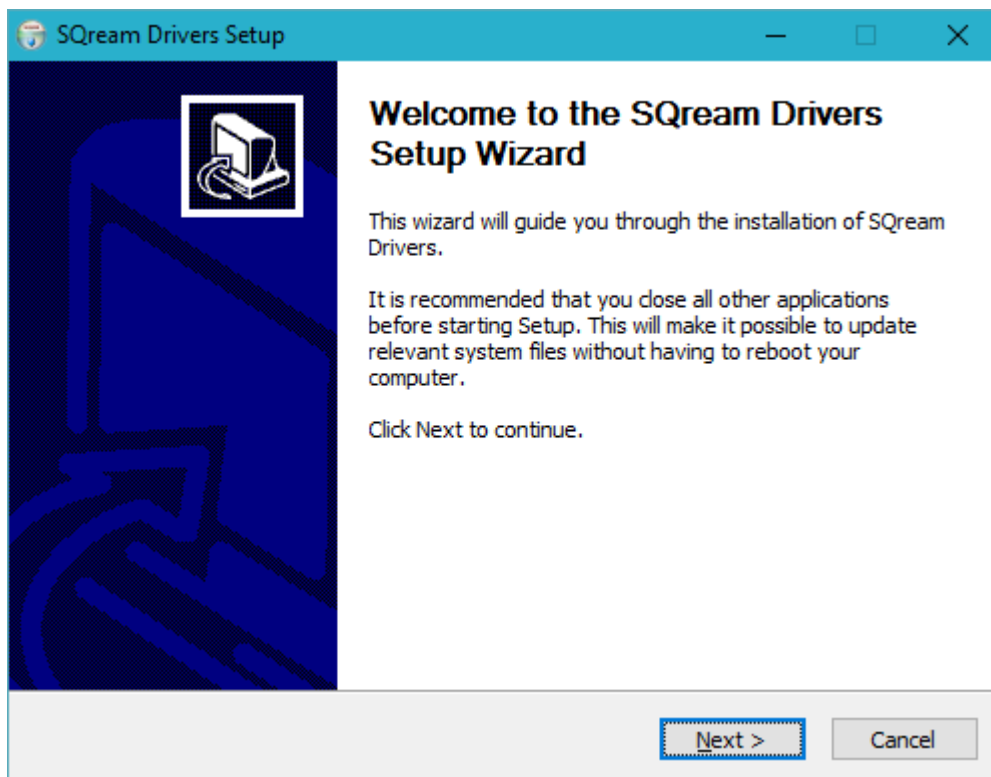 SQream Drivers Setup
Welcome to the SQream Drivers
Setup Wizard
This wizard will guide you through the installation of SQream
Drivers.
It is recommended that you close all other applications
before starting Setup. This will make it possible to update
relevant system files without having to reboot your
computer.
Click Next to continue.
Next >
Cancel